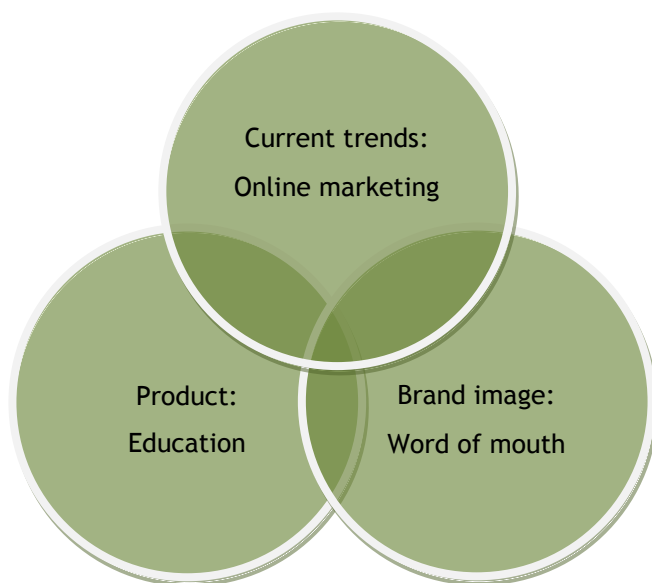 Current trends:
Online marketing
Product:
Education
Brand image:
Word of mouth